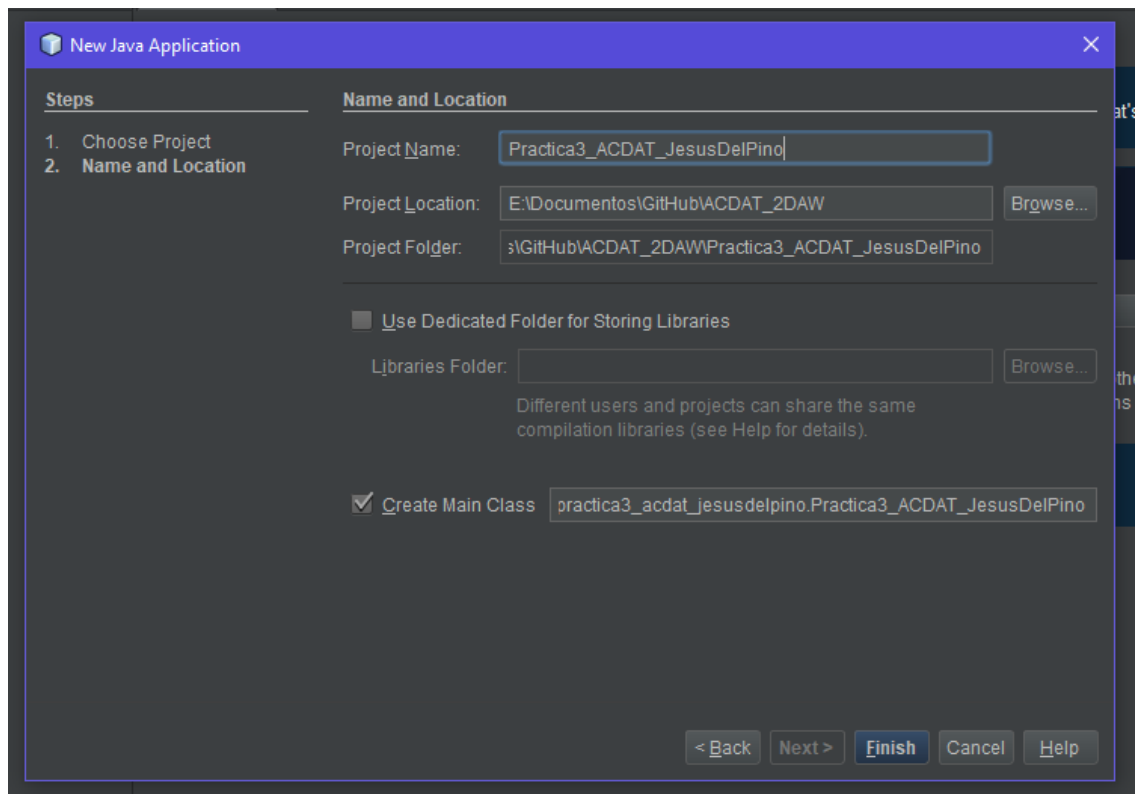 New Java Application
Steps
1. Choose Project
2. Name and Location
Name and Location
Project Name: Practica3_ACDAT_JesusDelPino
Project Location: E:\Documentos\GitHub\ACDAT_2DAW Browse...
Project Folder: s\GitHub\ACDAT_2DAW\Practica3_ACDAT_JesusDelPino
Use Dedicated Folder for Storing Libraries
Libraries Folder: Browse...
Different users and projects can share the same
compilation libraries (see Help for details).
Create Main Class practica3_acdat_jesusdelpino.Practica3_ACDAT_JesusDelPino
< Back Next > Finish Cancel Help